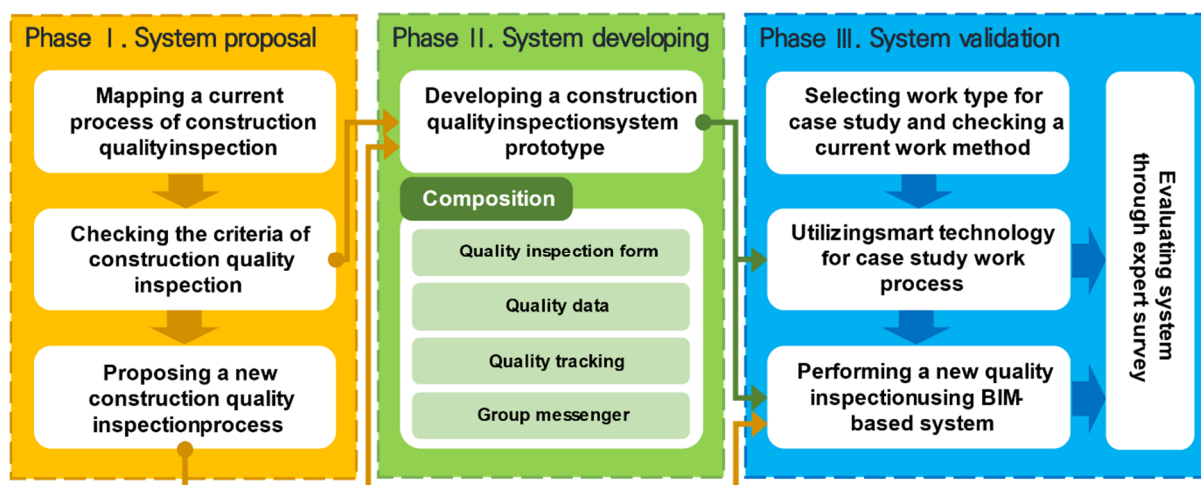 Phase Ⅰ. System proposal
Mapping a current
process of construction
qualityinspection
Checking the criteria of
construction quality
inspection
Proposing a new
construction quality
inspectionprocess
Phase Ⅱ. System developing
Developing a construction
qualityinspectionsystem
prototype
Composition
Quality inspection form
Quality data
Quality tracking
Group messenger
Phase Ⅲ. System validation
Selecting work type for
case study and checking a
current work method
Utilizingsmart technology
for case study work
process
Performing a new quality
inspectionusing BIM-
based system
Evaluating system
through expert survey